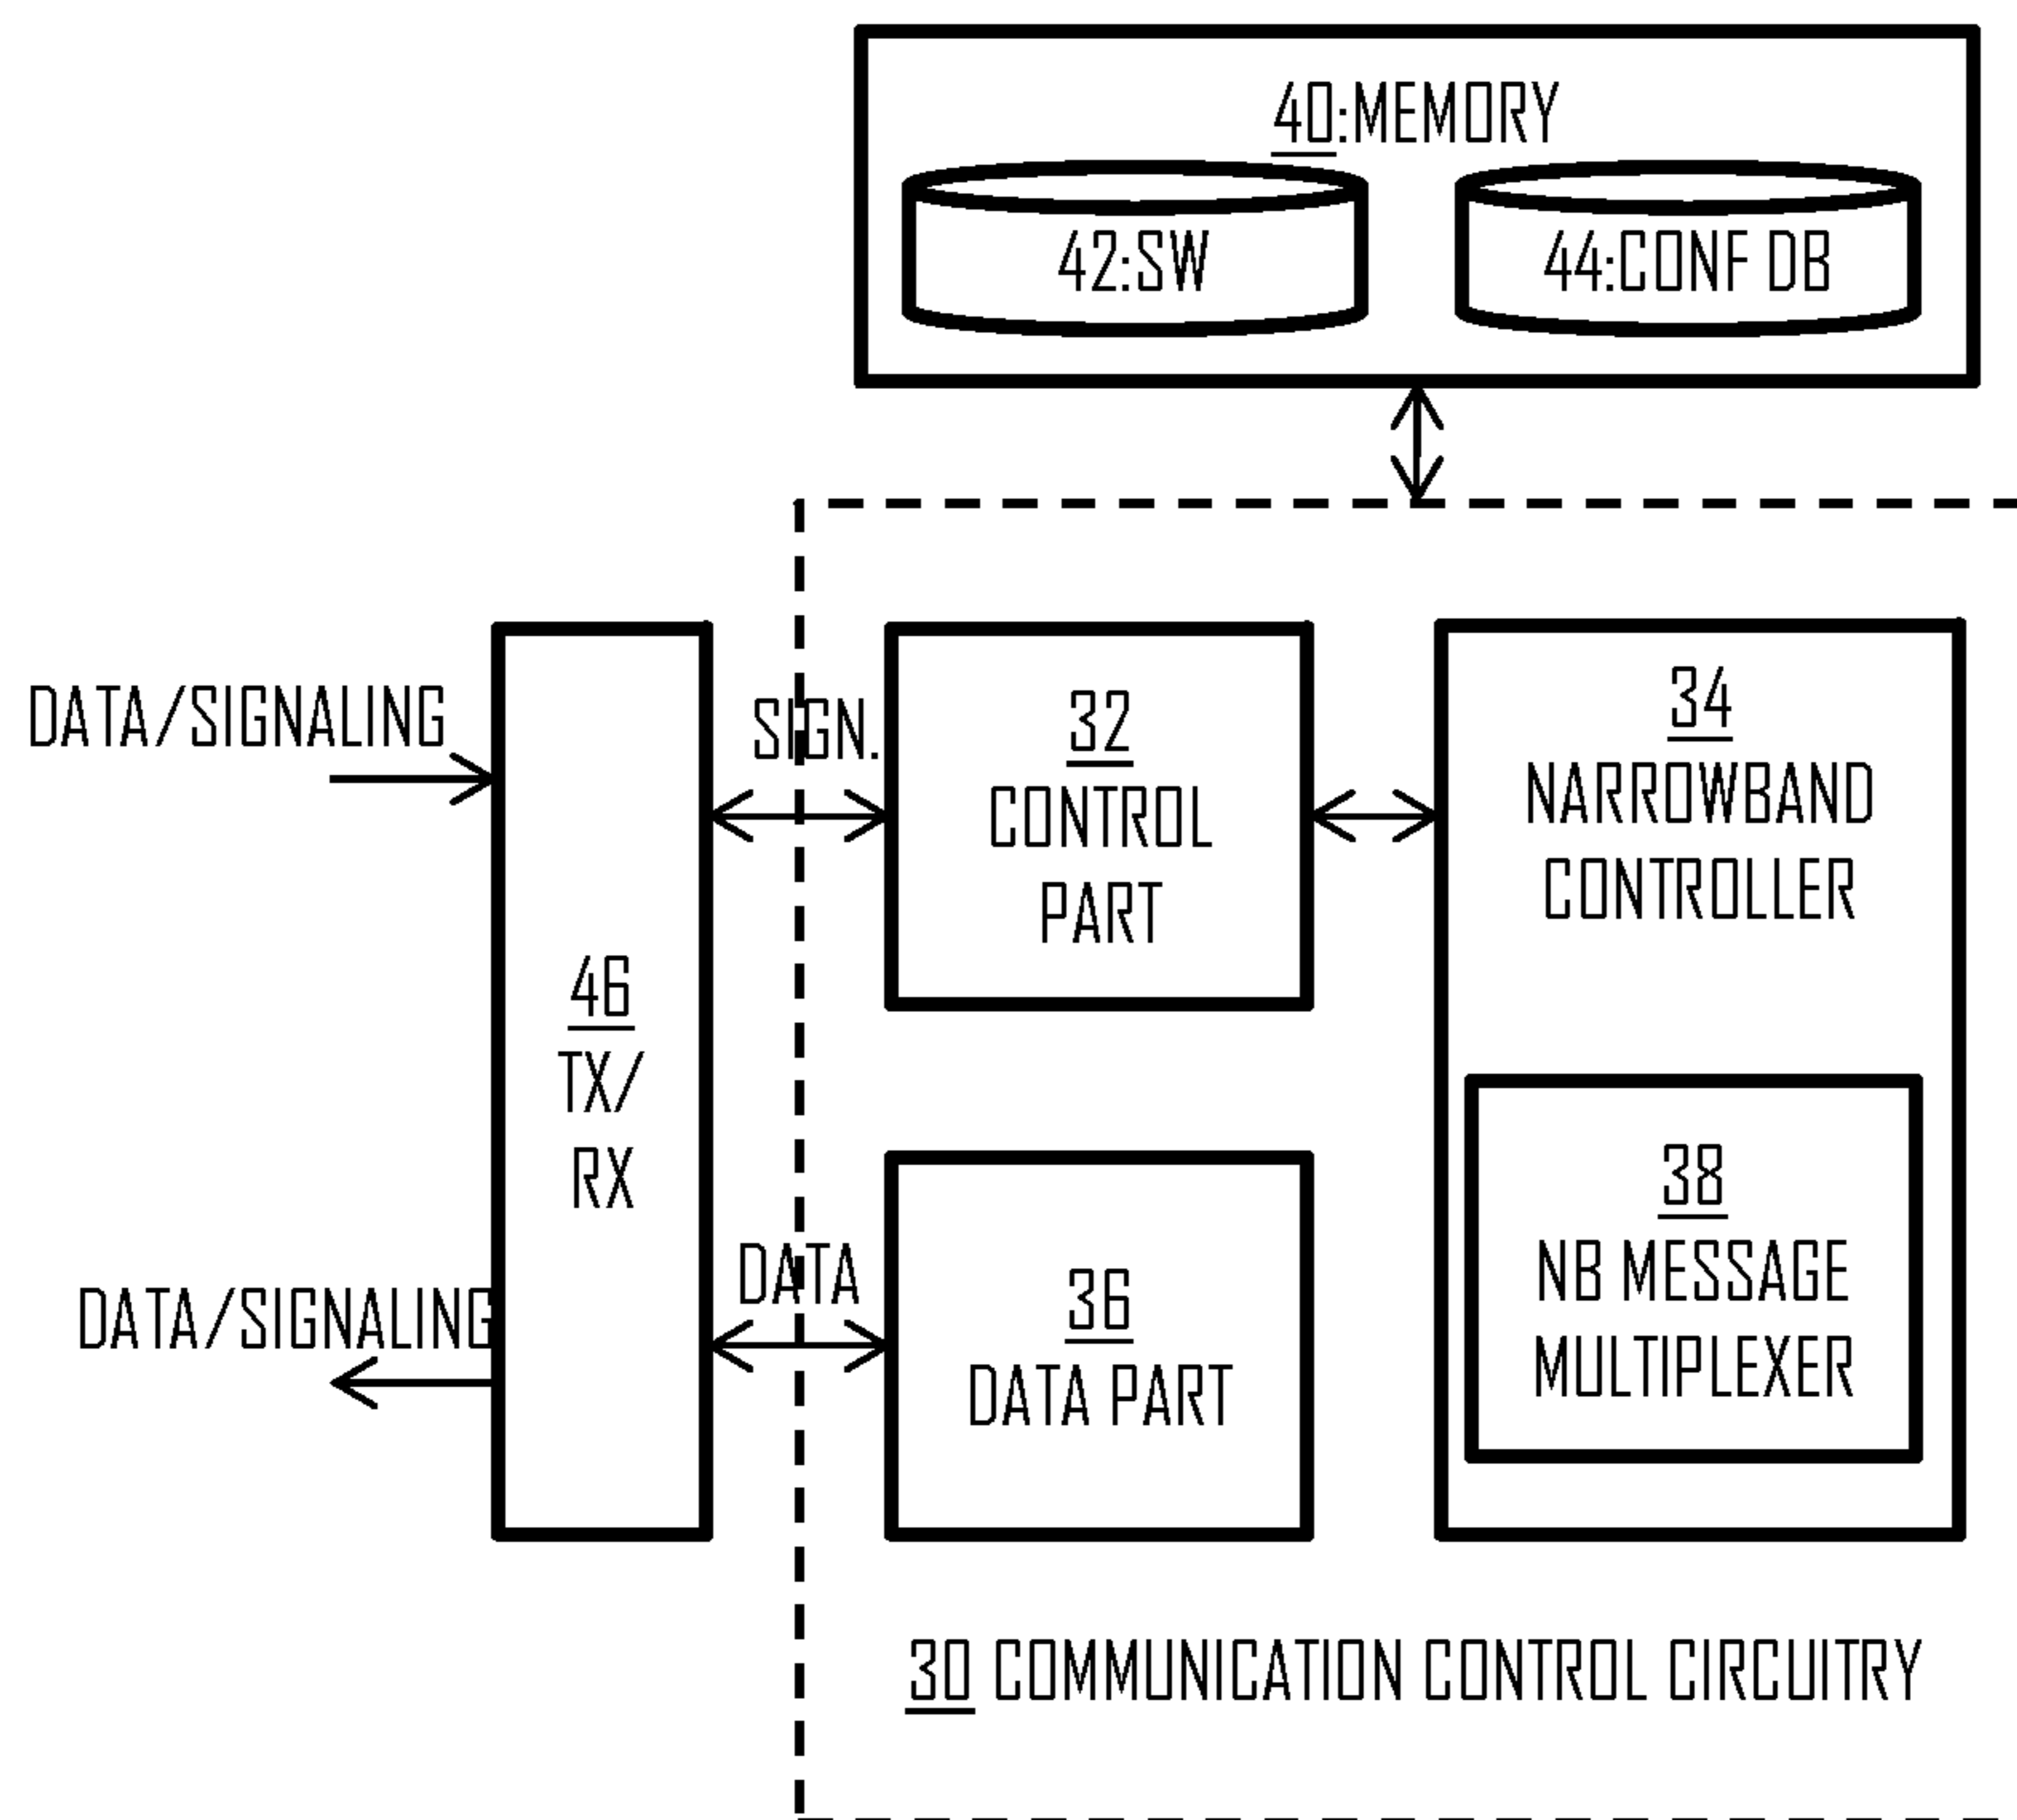 40:MEMORY
42:SW
44:CONF DB
DATA/SIGNALING
SIGN.
32
CONTROL
PART
34
NARROWBAND
CONTROLLER
46
TX/
RX
38
NB MESSAGE
MULTIPLEXER
DATA
36
DATA PART
DATA/SIGNALING
30 COMMUNICATION CONTROL CIRCUITRY